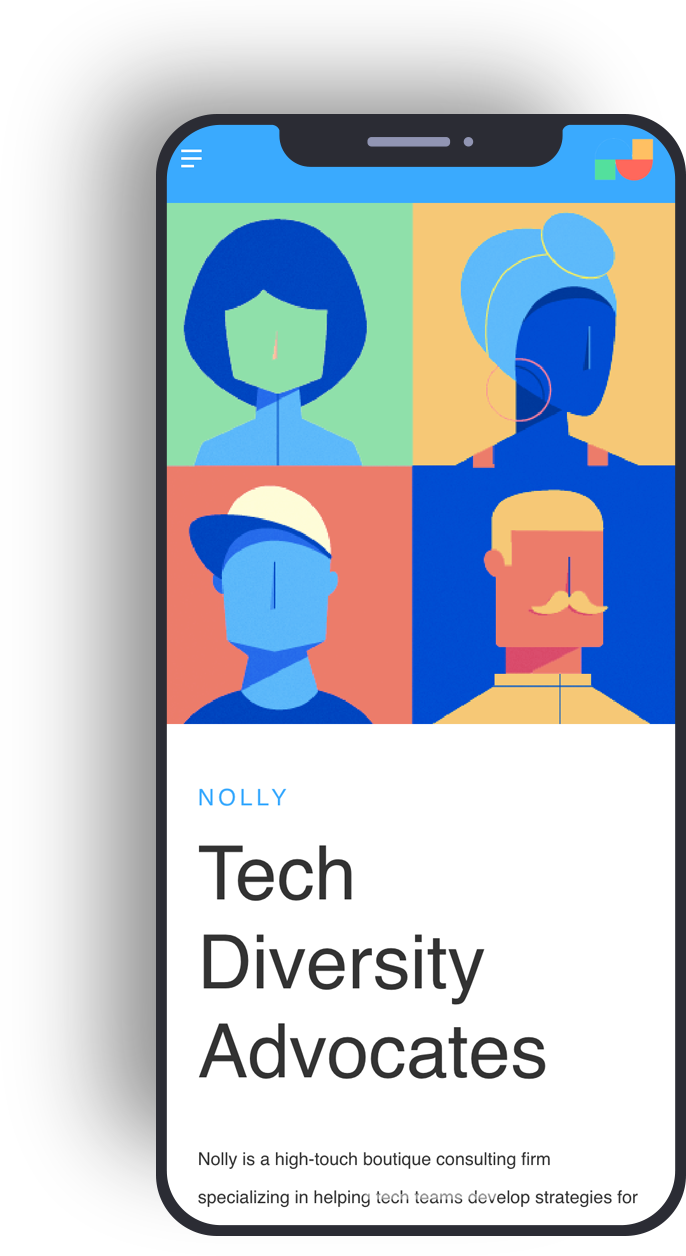 NOLLY
Tech
Diversity
Advocates
Nolly is a high-touch boutique consulting firm
specializing in helping tech teams develop strategies for